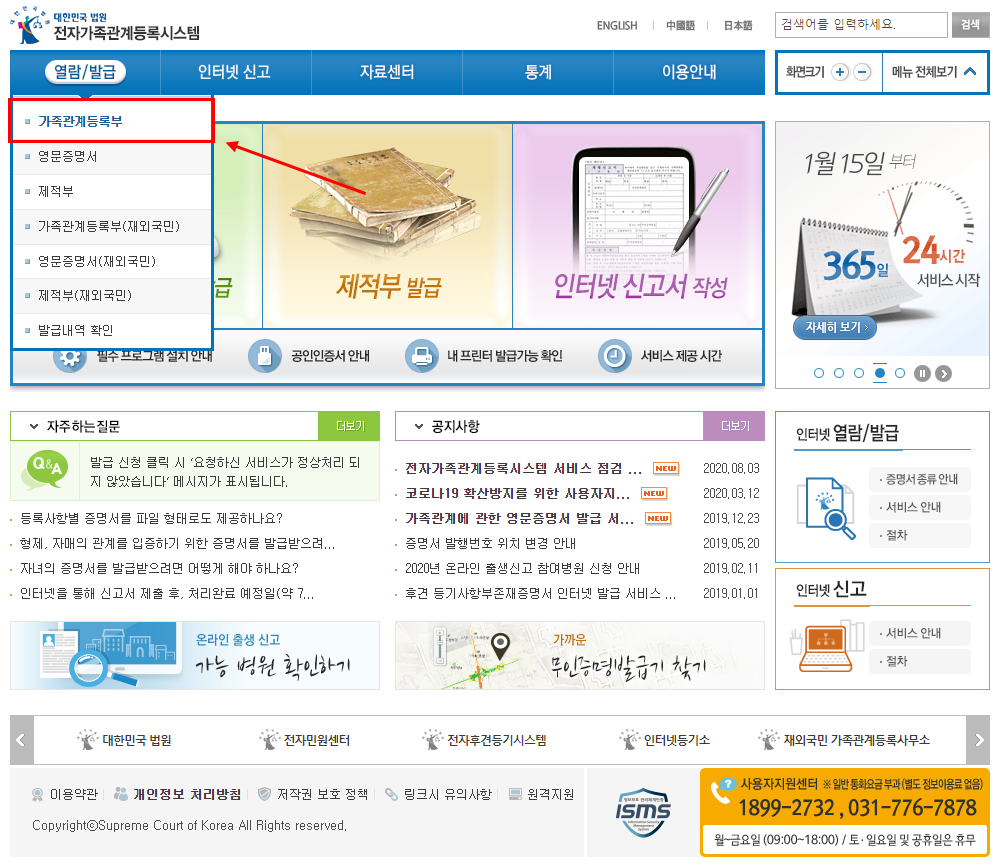 대한민국 법원
전자가족관계등록시스템
ENGLISH
中國語
日本語
검색어를 입력하세요.
검색
열람/발급
인터넷 신고
자료센터
통계
이용안내
화면크기
메뉴 전체보기
가족관계등록부
영문증명서
제적부
가족관계등록부(재외국민)
영문증명서(재외국민)
제적부(재외국민)
발급내역 확인
급
제적부 발급
인터넷 신고서 작성
필수 프로그램 설치 안내
공인인증서 안내
내 프린터 발급가능 확인
서비스 제공 시간
1월 15일 부터
365일
24시간
서비스 시작
자세히 보기
자주하는질문
더보기
Q&A
발급 신청 클릭 시 '요청하신 서비스가 정상처리 되
지 않았습니다' 메시지가 표시됩니다.
등록사항별 증명서를 파일 형태로도 제공하나요?
형제, 자매의 관계를 입증하기 위한 증명서를 발급받으려...
자녀의 증명서를 발급받으려면 어떻게 해야 하나요?
인터넷을 통해 신고서 제출 후, 처리완료 예정일(약 7...
공지사항
더보기
전자가족관계등록시스템 서비스 점검 ... NEW 2020,08,03
코로나19 확산방지를 위한 사용자지... NEW 2020,03,12
가족관계에 관한 영문증명서 발급 서... NEW 2019,12,23
증명서 발행번호 위치 변경 안내 2019,05,20
2020년 온라인 출생신고 참여병원 신청 안내 2019,02,11
후견 등기사항부존재증명서 인터넷 발급 서비스 ... 2019,01,01
인터넷 열람/발급
증명서 종류 안내
서비스 안내
절차
인터넷 신고
서비스 안내
절차
온라인 출생 신고
가능 병원 확인하기
가까운
무인증명발급기 찾기
대한민국 법원
전자민원센터
전자후견등기시스템
인터넷등기소
재외국민 가족관계등록사무소
이용약관
개인정보 처리방침
저작권 보호 정책
링크시 유의사항
원격지원
CopyrightⓒSupreme Court of Korea All Rights reserved.
ISMS
사용자지원센터 ※ 일반 통화요금 부과 (별도 정보이용료 없음)
1899-2732 , 031-776-7878
월~금요일 (09:00~18:00) / 토·일요일 및 공휴일은 휴무